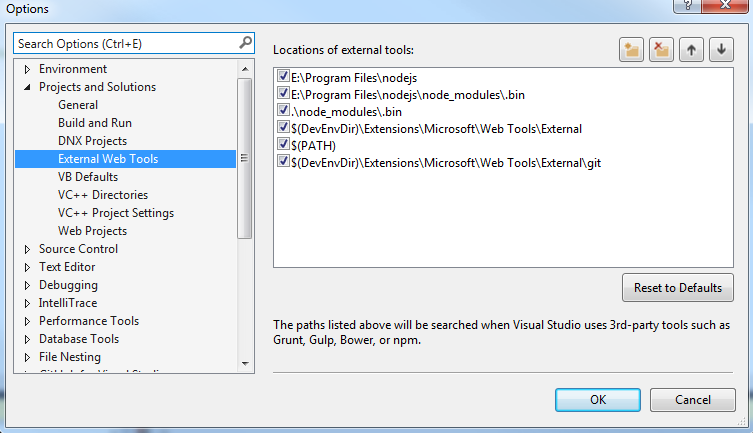 Options
Search Options (Ctrl+E)
Environment
Projects and Solutions
General
Build and Run
DNX Projects
External Web Tools
VB Defaults
VC++ Directories
VC++ Project Settings
Web Projects
Source Control
Text Editor
Debugging
IntelliTrace
Performance Tools
Database Tools
File Nesting
Locations of external tools:
E:\Program Files\nodejs
E:\Program Files\nodejs\node_modules\.bin
.\node_modules\.bin
$(DevEnvDir)\Extensions\Microsoft\Web Tools\External
$(PATH)
$(DevEnvDir)\Extensions\Microsoft\Web Tools\External\git
Reset to Defaults
The paths listed above will be searched when Visual Studio uses 3rd-party tools such as
Grunt, Gulp, Bower, or npm.
OK
Cancel